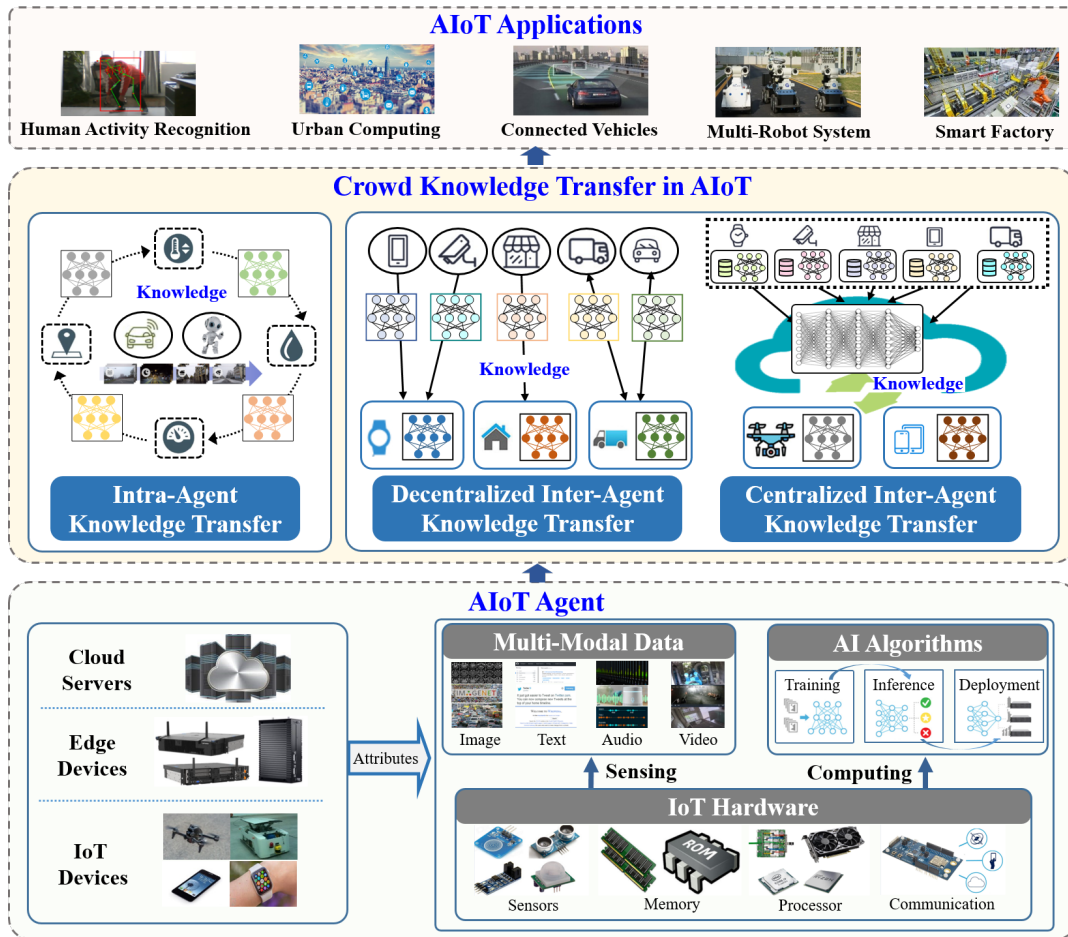 AIoT Applications
Human Activity Recognition
Urban Computing
Connected Vehicles
Multi-Robot System
Smart Factory
Crowd Knowledge Transfer in AIoT
Knowledge
Intra-Agent
Knowledge Transfer
Knowledge
Decentralized Inter-Agent
Knowledge Transfer
Knowledge
Centralized Inter-Agent
Knowledge Transfer
AIoT Agent
Cloud
Servers
Edge
Devices
IoT
Devices
Attributes
Multi-Modal Data
IMAGENET
Image
Text
Audio
Video
AI Algorithms
Training
Inference
Deployment
Sensing
Computing
IoT Hardware
ROM
Sensors
Memory
Processor
Communication